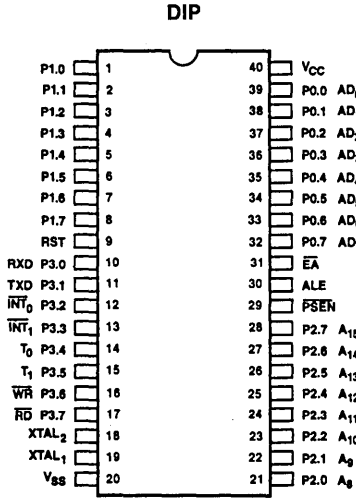 DIP
P1.0 1 40 VCC
P1.1 2 39 P0.0 AD
P1.2 3 38 P0.1 AD
P1.3 4 37 P0.2 AD
P1.4 5 36 P0.3 AD
P1.5 6 35 P0.4 AD
P1.6 7 34 P0.5 AD
P1.7 8 33 P0.6 AD
RST 9 32 P0.7 AD
RXD P3.0 10 31 EA
TXD P3.1 11 30 ALE
INT0 P3.2 12 29 PSEN
INT1 P3.3 13 28 P2.7 A15
T0 P3.4 14 27 P2.6 A14
T1 P3.5 15 26 P2.5 A13
WR P3.6 16 25 P2.4 A12
RD P3.7 17 24 P2.3 A11
XTAL2 18 23 P2.2 A10
XTAL1 19 22 P2.1 A9
VSS 20 21 P2.0 A8